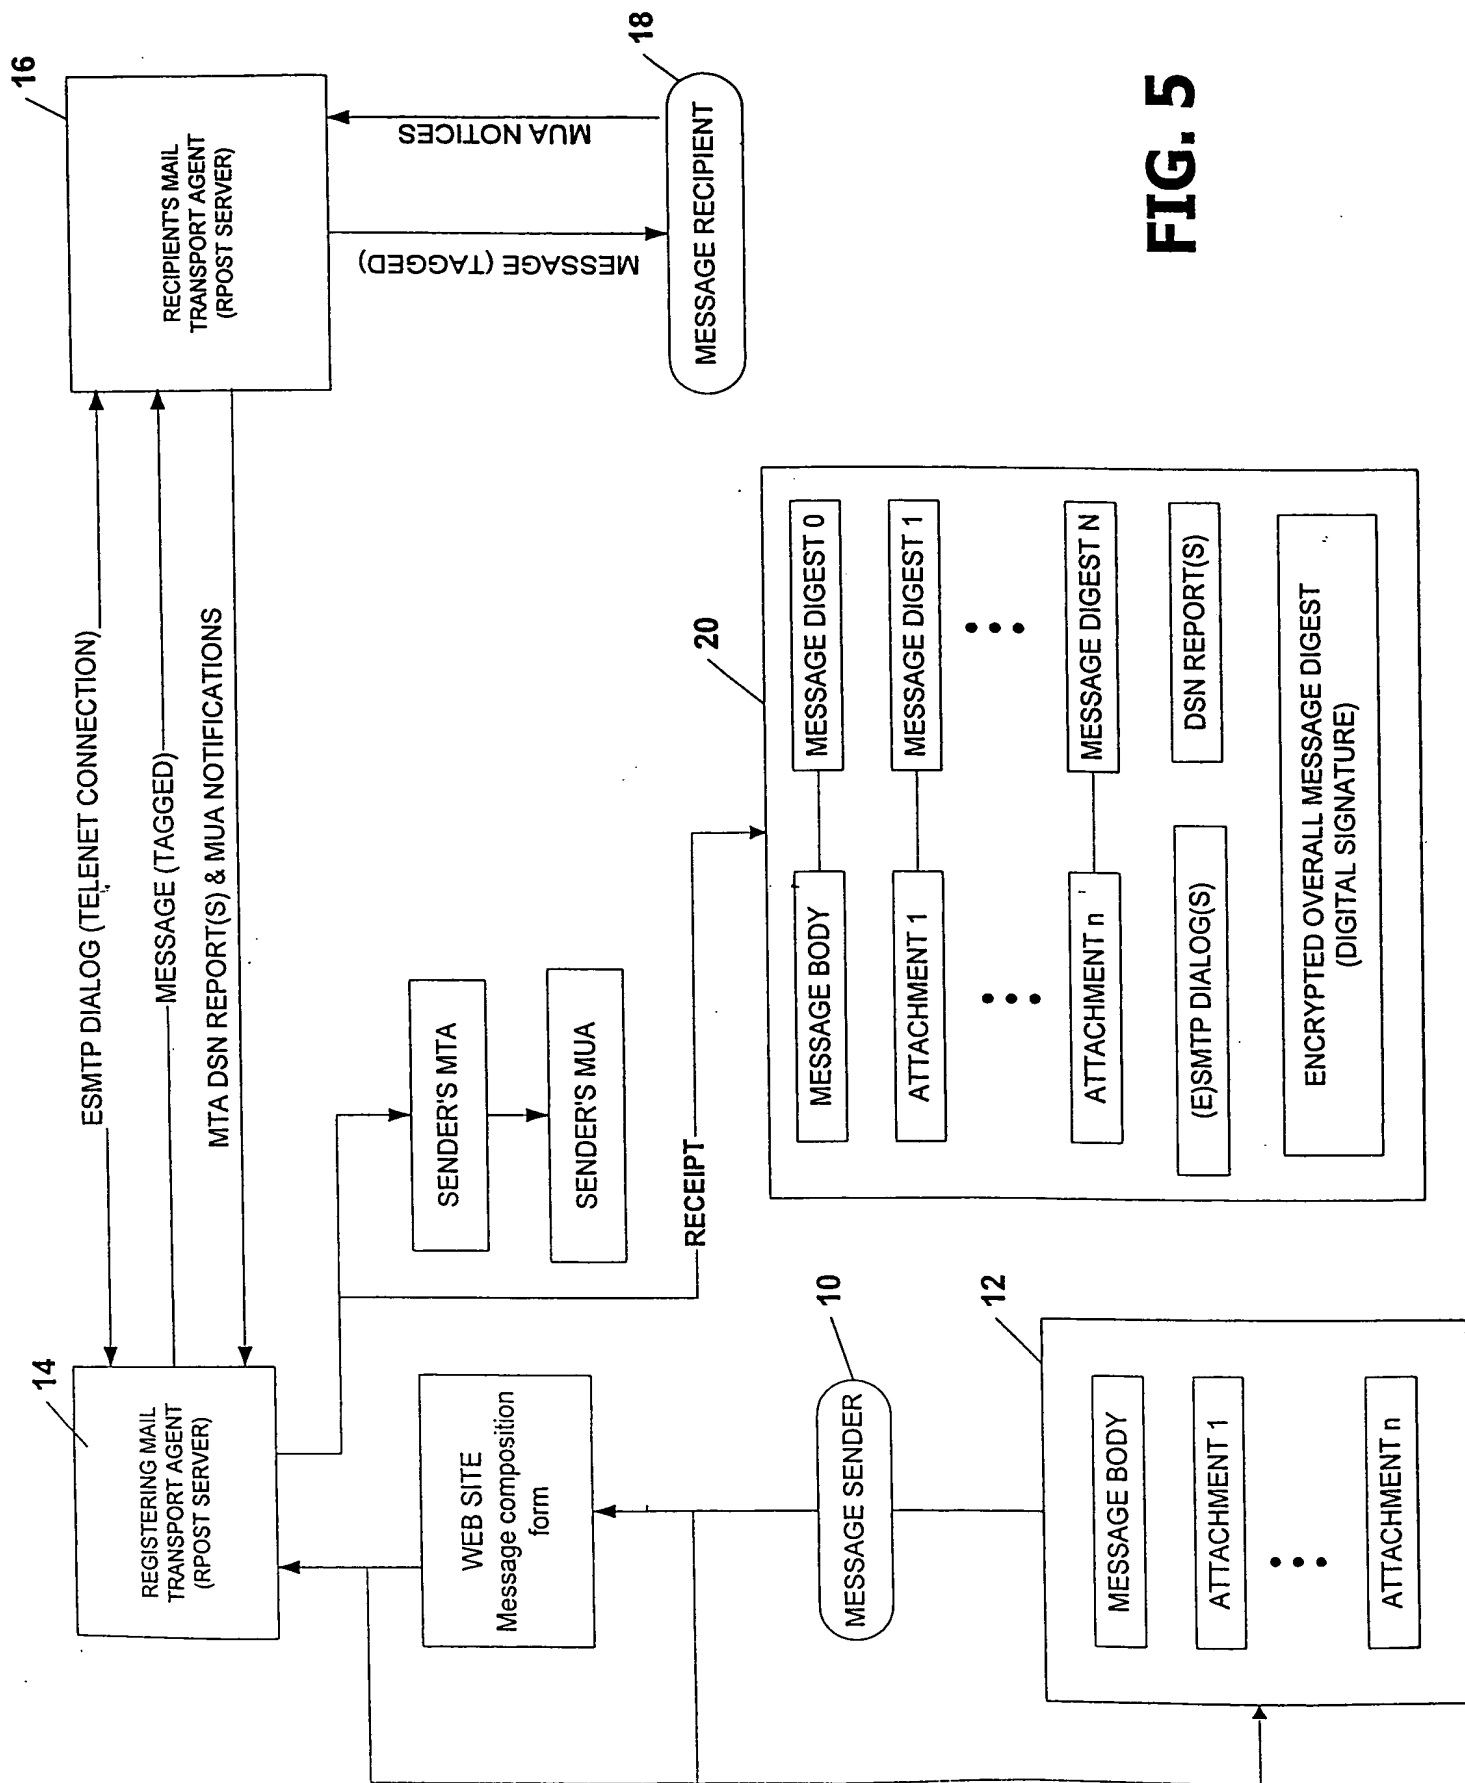 16
RECIPIENT'S MAIL
TRANSPORT AGENT
(RPOST SERVER)
18
MUA NOTICES
MESSAGE (TAGGED)
MESSAGE RECIPIENT
ESMTP DIALOG (TELENET CONNECTION)
MESSAGE (TAGGED)
MTA DSN REPORT(S) & MUA NOTIFICATIONS
14
REGISTERING MAIL
TRANSPORT AGENT
(RPOST SERVER)
SENDER'S MTA
SENDER'S MUA
RECEIPT
WEB SITE
Message composition
form
10
MESSAGE SENDER
12
MESSAGE BODY
ATTACHMENT 1
•••
ATTACHMENT n
20
MESSAGE BODY
MESSAGE DIGEST 0
ATTACHMENT 1
MESSAGE DIGEST 1
•••
•••
ATTACHMENT n
MESSAGE DIGEST N
(E)SMTP DIALOG(S)
DSN REPORT(S)
ENCRYPTED OVERALL MESSAGE DIGEST
(DIGITAL SIGNATURE)
FIG. 5